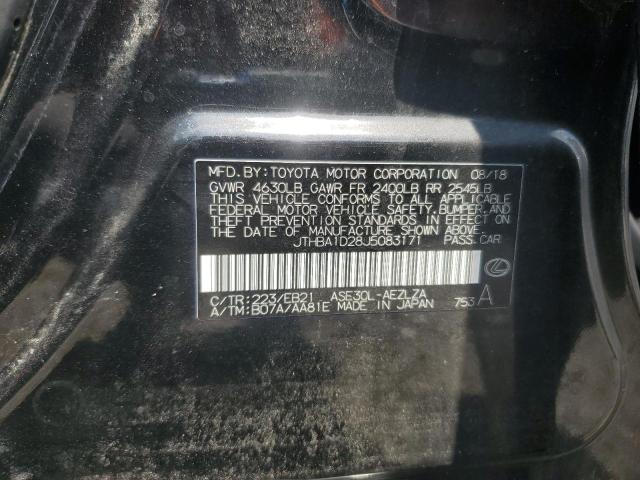 MFD. BY: TOYOTA MOTOR CORPORATION 08/18
GVWR 4630LB GAWR FR 2400LB RR 2545LB
THIS VEHICLE CONFORMS TO ALL APPLICABLE
FEDERAL MOTOR VEHICLE SAFETY, BUMPER, AND
THEFT PREVENTION STANDARDS IN EFFECT ON
THE DATE OF MANUFACTURE SHOWN ABOVE.
JTHBA1D28J5083171 PASS. CAR
C/TR: 223/EB21 ASE30L-AEZLZA
A/TM: B07A/AA81E MADE IN JAPAN 753 A